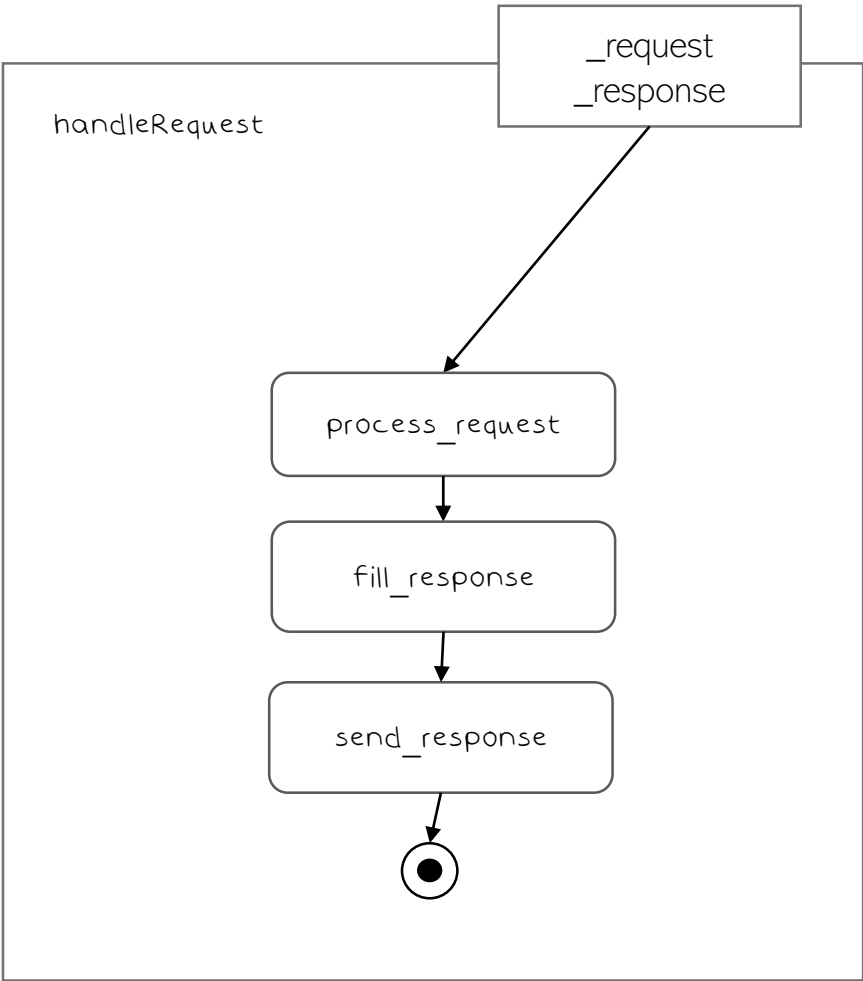 _request
_response
handleRequest
process_request
fill_response
send_response